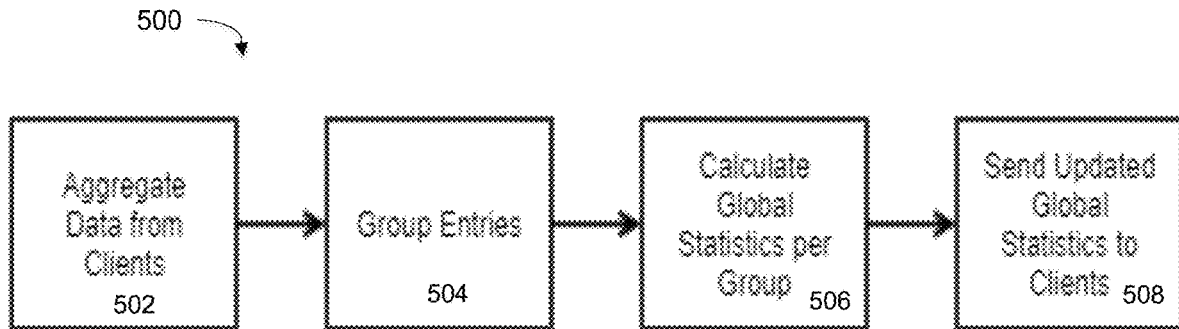 500
Aggregate
Data from
Clients
502
Group Entries
504
Calculate
Global
Statistics per
Group
506
Send Updated
Global
Statistics to
Clients
508